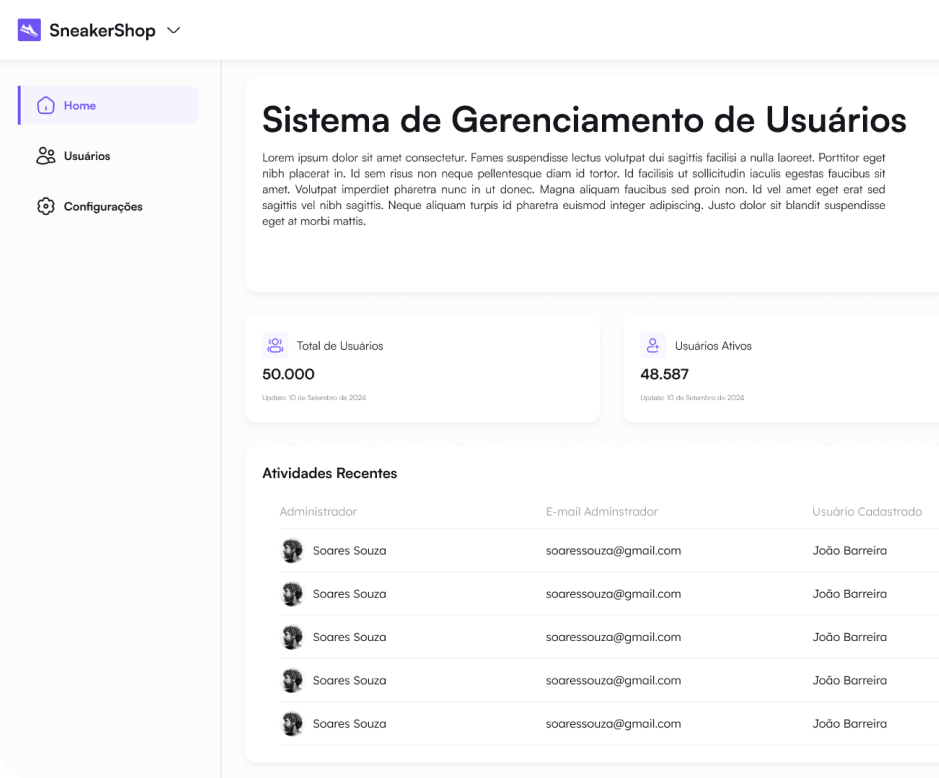 SneakerShop
Home
Usuários
Configurações
Sistema de Gerenciamento de Usuários
Lorem ipsum dolor sit amet consectetur. Fames suspendisse lectus volutpat dui sagittis facilisi a nulla laoreet. Porttitor eget
nibh placerat in. Id sem risus non neque pellentesque diam id tortor. Id facilisis ut sollicitudin iaculis egestas faucibus sit
amet. Volutpat imperdiet pharetra nunc in ut donec. Magna aliquam faucibus sed proin non. Id vel amet eget erat sed
sagittis vel nibh sagittis. Neque aliquam turpis id pharetra euismod integer adipiscing. Justo dolor sit blandit suspendisse
eget at morbi mattis.
Total de Usuários
50.000
Update: 10 de Setembro de 2024
Usuários Ativos
48.587
Update: 10 de Setembro de 2024
Atividades Recentes
Administrador E-mail Adminstrador Usuário Cadastrado
Soares Souza soaressouza@gmail.com João Barreira
Soares Souza soaressouza@gmail.com João Barreira
Soares Souza soaressouza@gmail.com João Barreira
Soares Souza soaressouza@gmail.com João Barreira
Soares Souza soaressouza@gmail.com João Barreira